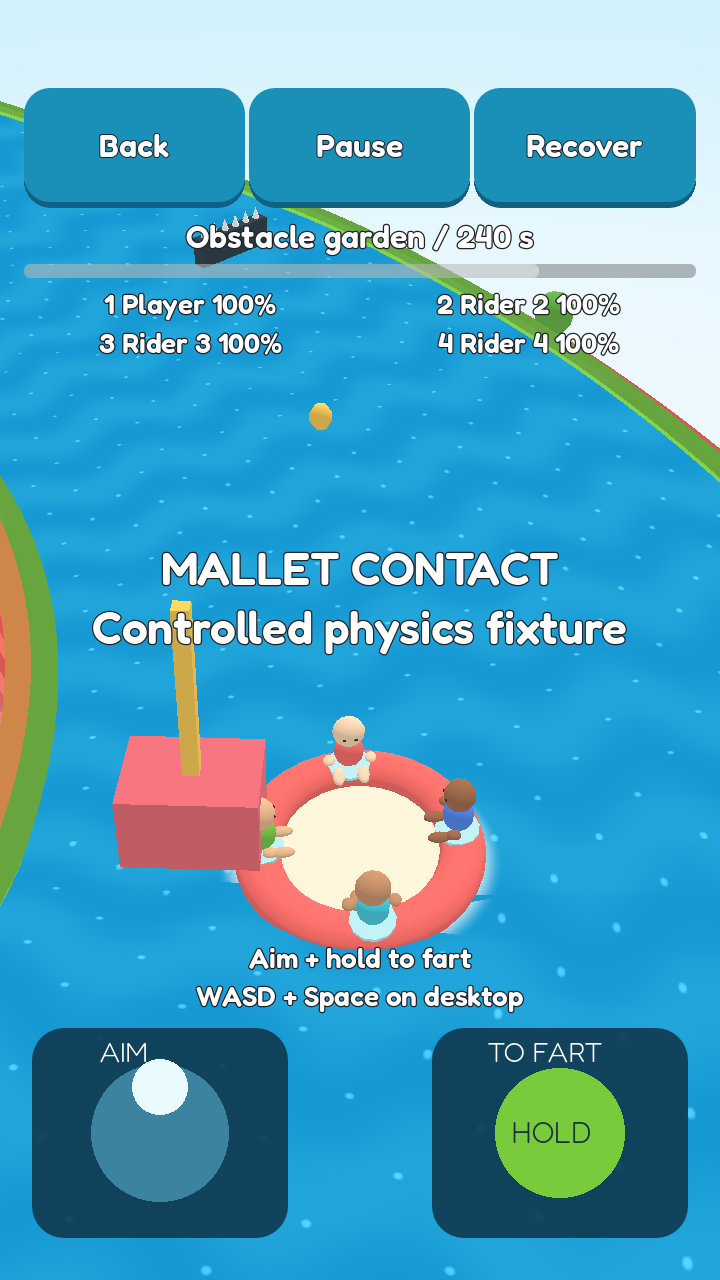 Back
Pause
Recover
Obstacle garden / 240 s
1 Player 100%
2 Rider 2 100%
3 Rider 3 100%
4 Rider 4 100%
MALLET CONTACT
Controlled physics fixture
Aim + hold to fart
WASD + Space on desktop
AIM
TO FART
HOLD